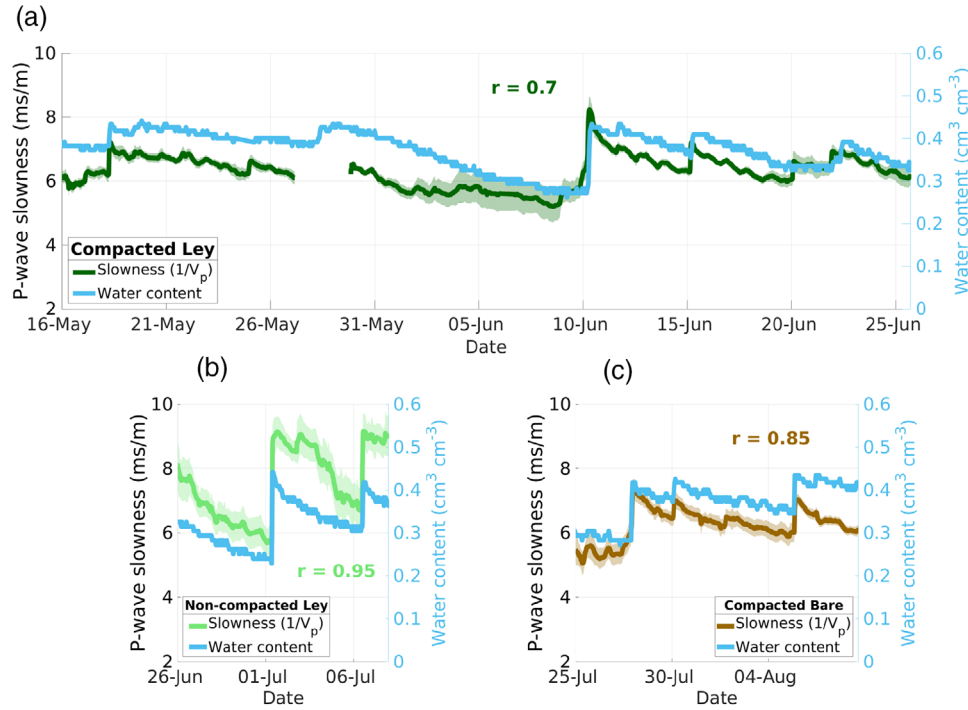 (a)
P-wave slowness (ms/m)
10
8
6
4
2
r = 0.7
0.6
0.5
0.4
0.3
0.2
0.1
0
Water content (cm³ cm⁻³)
Compacted Ley
Slowness (1/Vₚ)
Water content
16-May 21-May 26-May 31-May 05-Jun 10-Jun 15-Jun 20-Jun 25-Jun
Date
(b)
P-wave slowness (ms/m)
10
8
6
4
2
0.6
0.5
0.4
0.3
0.2
0.1
0
Water content (cm³ cm⁻³)
r = 0.95
Non-compacted Ley
Slowness (1/Vₚ)
Water content
26-Jun 01-Jul 06-Jul
Date
(c)
P-wave slowness (ms/m)
10
8
6
4
2
r = 0.85
0.6
0.5
0.4
0.3
0.2
0.1
0
Water content (cm³ cm⁻³)
Compacted Bare
Slowness (1/Vₚ)
Water content
25-Jul 30-Jul 04-Aug
Date